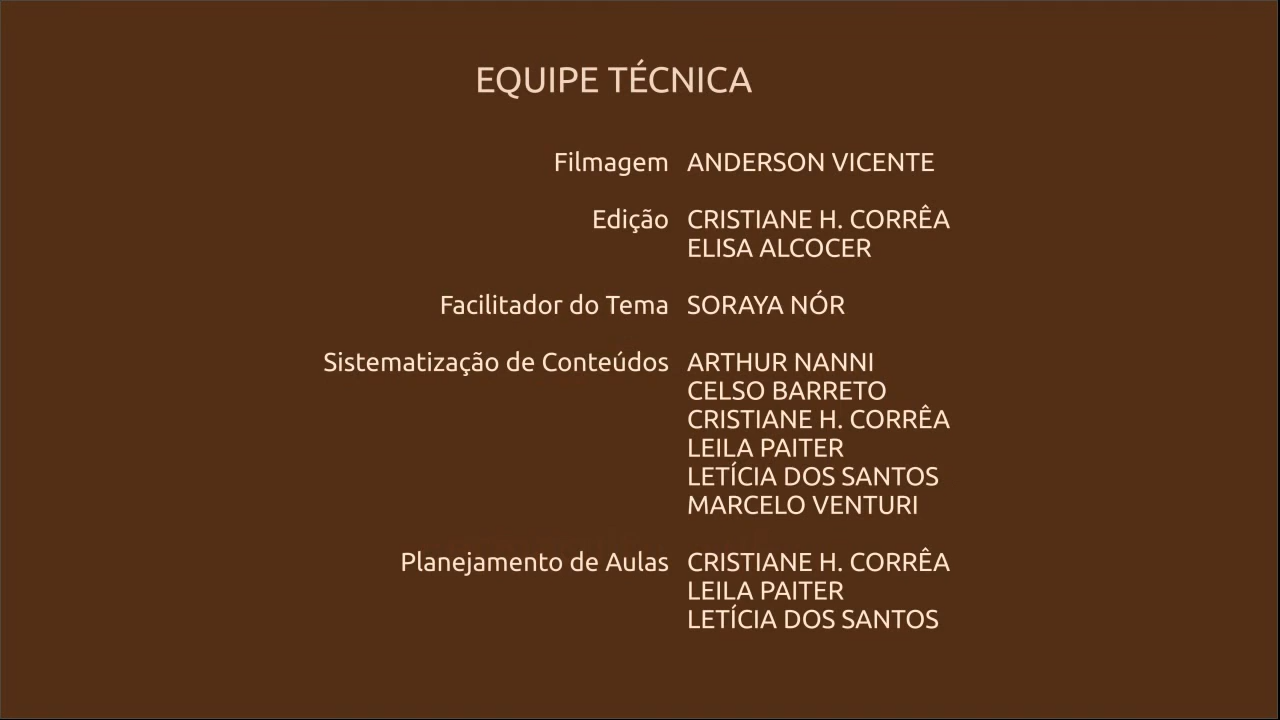 EQUIPE TÉCNICA
Filmagem ANDERSON VICENTE
Edição CRISTIANE H. CORRÊA
ELISA ALCOCER
Facilitador do Tema SORAYA NÓR
Sistematização de Conteúdos ARTHUR NANNI
CELSO BARRETO
CRISTIANE H. CORRÊA
LEILA PAITER
LETÍCIA DOS SANTOS
MARCELO VENTURI
Planejamento de Aulas CRISTIANE H. CORRÊA
LEILA PAITER
LETÍCIA DOS SANTOS